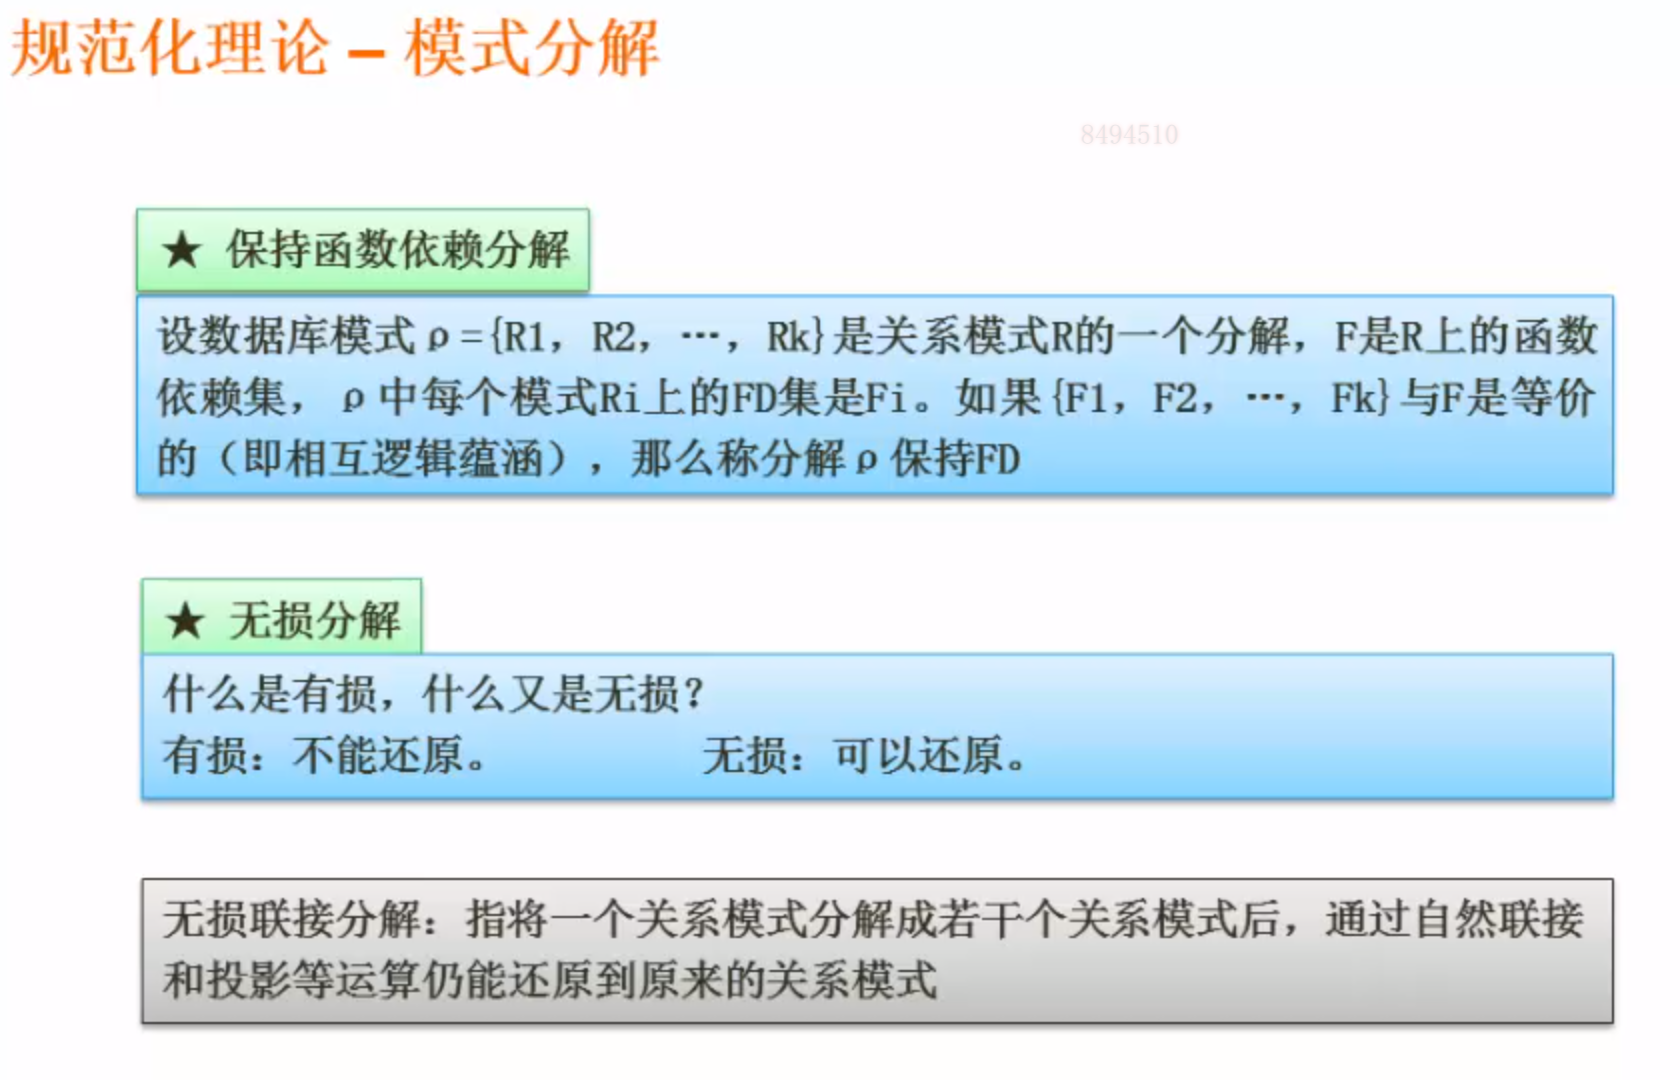 规范化理论 – 模式分解
8494510
★ 保持函数依赖分解
设数据库模式ρ={R1，R2，…，Rk}是关系模式R的一个分解，F是R上的函数
依赖集，ρ中每个模式Ri上的FD集是Fi。如果{F1，F2，…，Fk}与F是等价
的（即相互逻辑蕴涵），那么称分解ρ保持FD
★ 无损分解
什么是有损，什么又是无损？
有损：不能还原。 无损：可以还原。
无损联接分解：指将一个关系模式分解成若干个关系模式后，通过自然联接
和投影等运算仍能还原到原来的关系模式